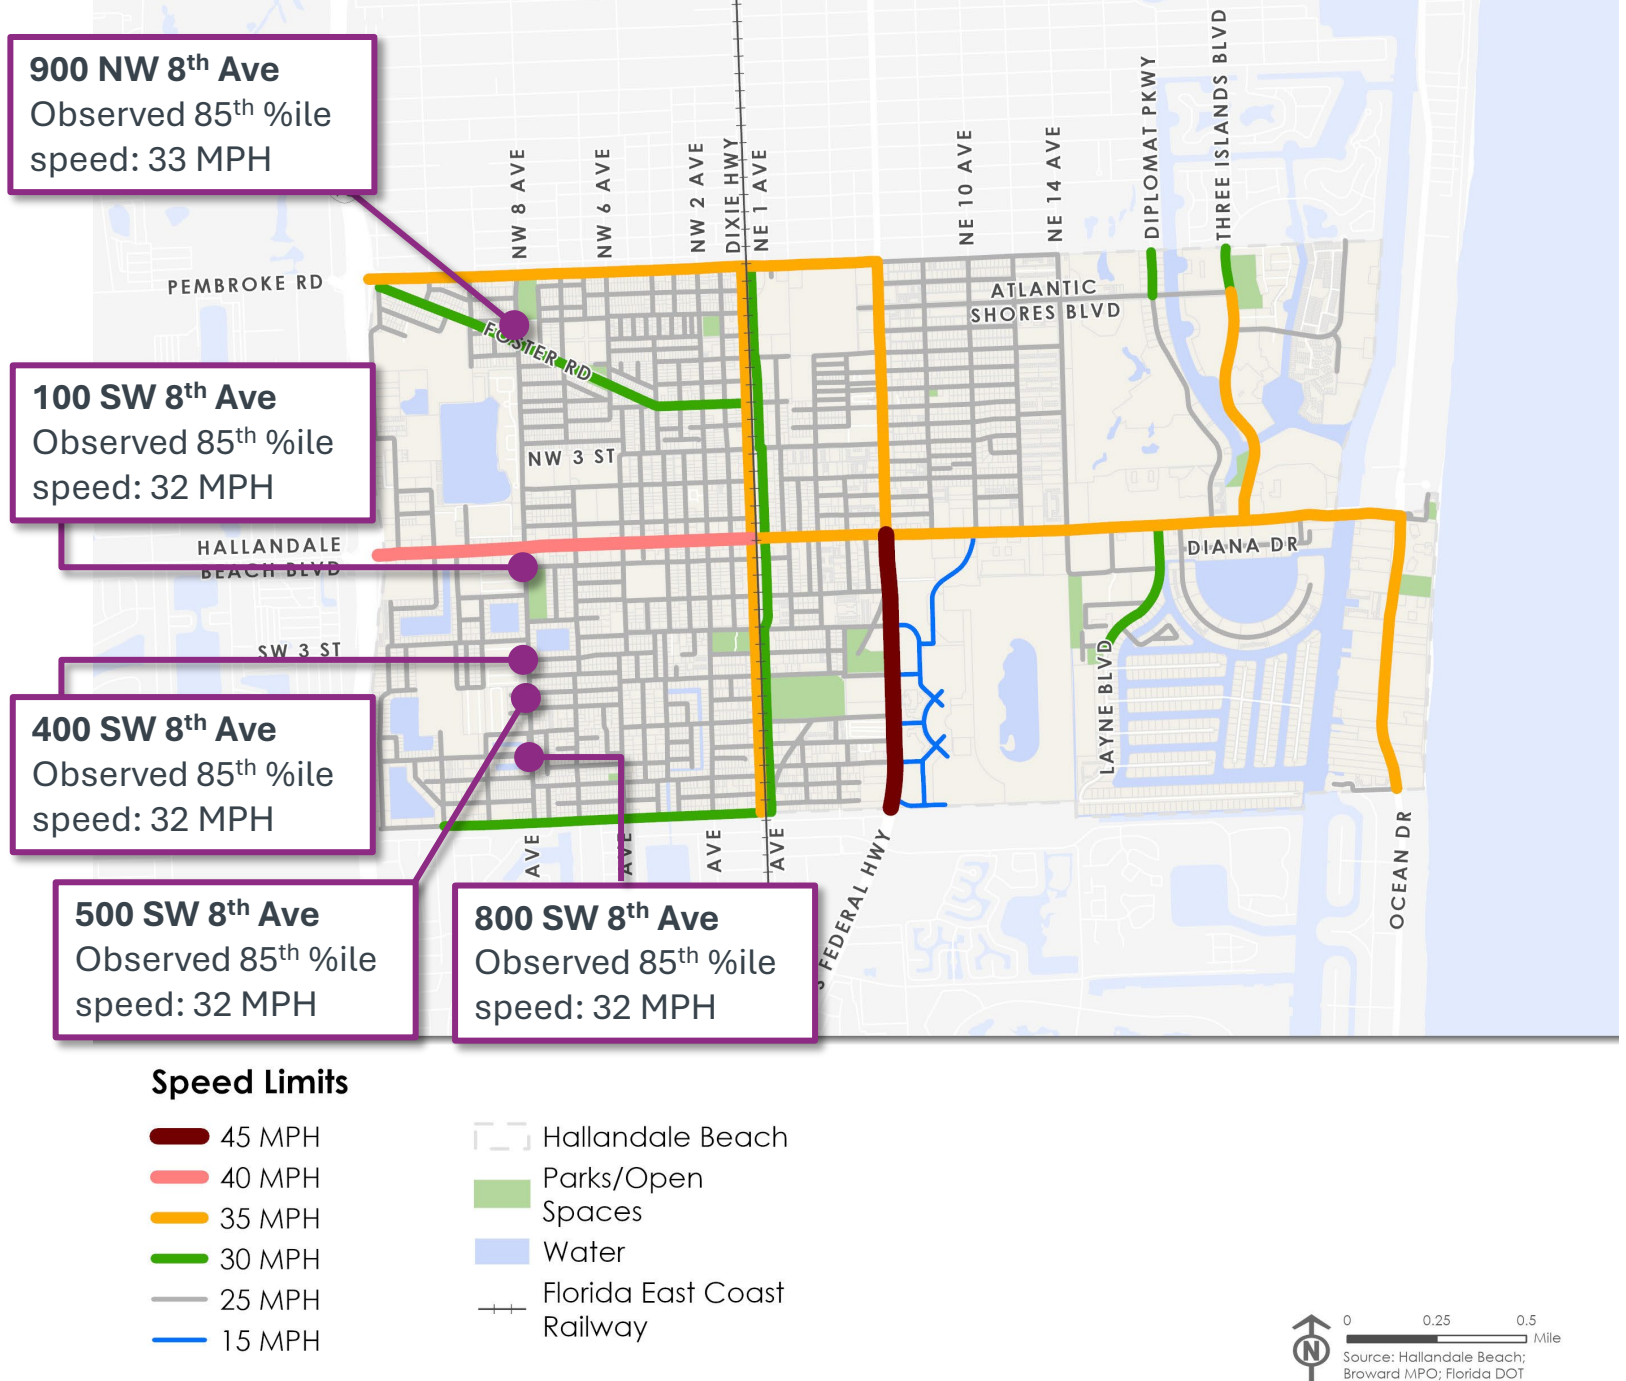 900 NW 8th Ave
Observed 85th %ile
speed: 33 MPH
100 SW 8th Ave
Observed 85th %ile
speed: 32 MPH
400 SW 8th Ave
Observed 85th %ile
speed: 32 MPH
500 SW 8th Ave
Observed 85th %ile
speed: 32 MPH
800 SW 8th Ave
Observed 85th %ile
speed: 32 MPH
NW 8 AVE
NW 6 AVE
NW 2 AVE
DIXIE HWY
NE 1 AVE
NE 10 AVE
NE 14 AVE
DIPLOMAT PKWY
THREE ISLANDS BLVD
PEMBROKE RD
ATLANTIC
SHORES BLVD
FOSTER RD
NW 3 ST
HALLANDALE
BEACH BLVD
DIANA DR
SW 3 ST
LAYNE BLVD
AVE
AVE
AVE
AVE
S FEDERAL HWY
OCEAN DR
Speed Limits
45 MPH
40 MPH
35 MPH
30 MPH
25 MPH
15 MPH
Hallandale Beach
Parks/Open
Spaces
Water
Florida East Coast
Railway
N
0 0.25 0.5
Mile
Source: Hallandale Beach;
Broward MPO; Florida DOT